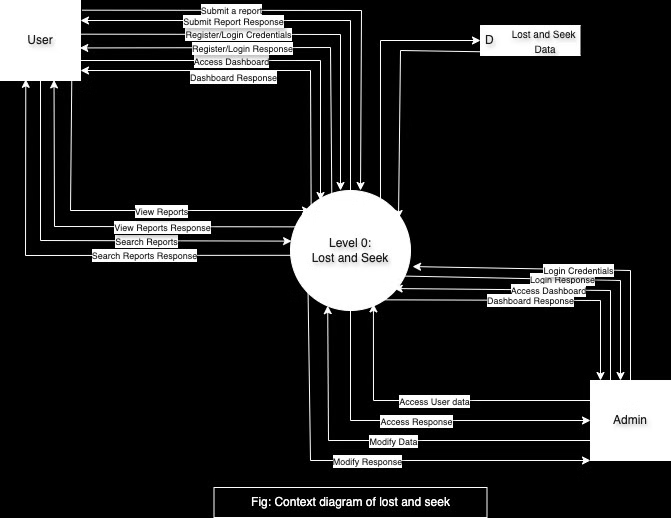 User
Submit a report
Submit Report Response
Register/Login Credentials
Register/Login Response
Access Dashboard
Dashboard Response
D
Lost and Seek
Data
View Reports
View Reports Response
Search Reports
Search Reports Response
Level 0:
Lost and Seek
Login Credentials
Login Response
Access Dashboard
Dashboard Response
Access User data
Access Response
Modify Data
Modify Response
Admin
Fig: Context diagram of lost and seek